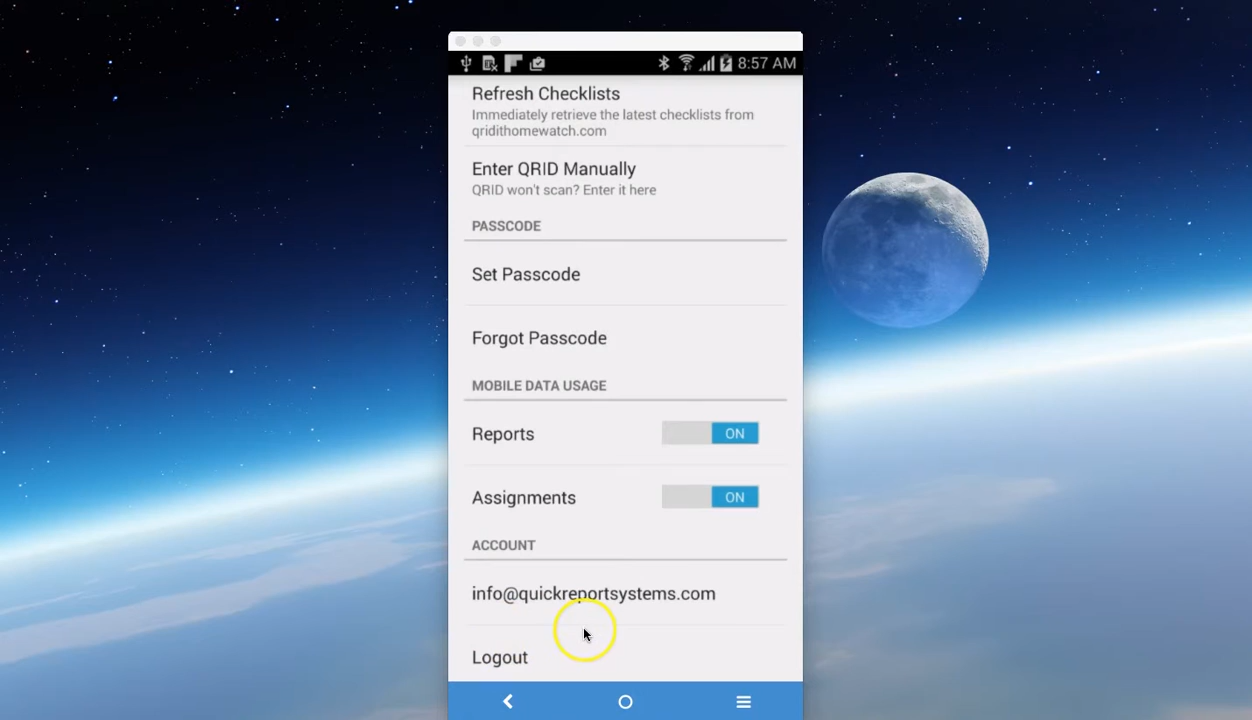 8:57 AM
Refresh Checklists
Immediately retrieve the latest checklists from
qridithomewatch.com
Enter QRID Manually
QRID won't scan? Enter it here
PASSCODE
Set Passcode
Forgot Passcode
MOBILE DATA USAGE
Reports ON
Assignments ON
ACCOUNT
info@quickreportsystems.com
Logout